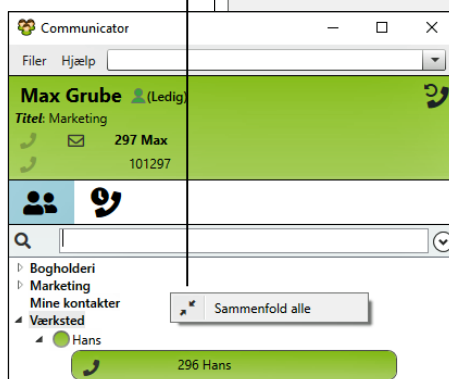 Communicator
Filer Hjælp
Max Grube (Ledig)
Titel: Marketing
297 Max
101297
Bogholderi
Marketing
Mine kontakter
Sammenfold alle
Værksted
Hans
296 Hans